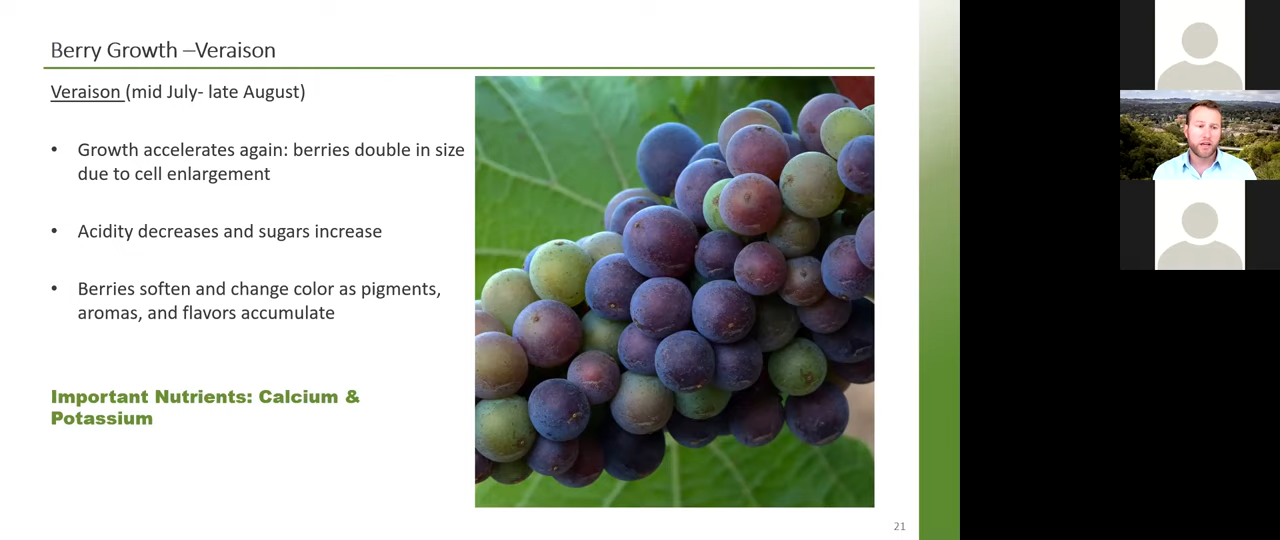 Berry Growth –Veraison
Veraison (mid July- late August)
• Growth accelerates again: berries double in size
due to cell enlargement
• Acidity decreases and sugars increase
• Berries soften and change color as pigments,
aromas, and flavors accumulate
Important Nutrients: Calcium &
Potassium
21